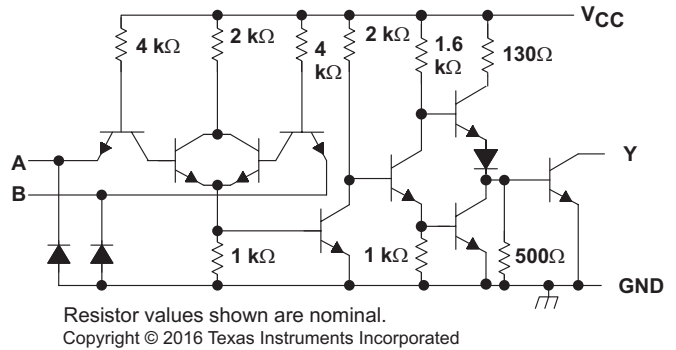 VCC
4 kΩ
2 kΩ
4
kΩ
2 kΩ
1.6
kΩ
130Ω
A
B
Y
1 kΩ
1 kΩ
500Ω
GND
Resistor values shown are nominal.
Copyright © 2016 Texas Instruments Incorporated